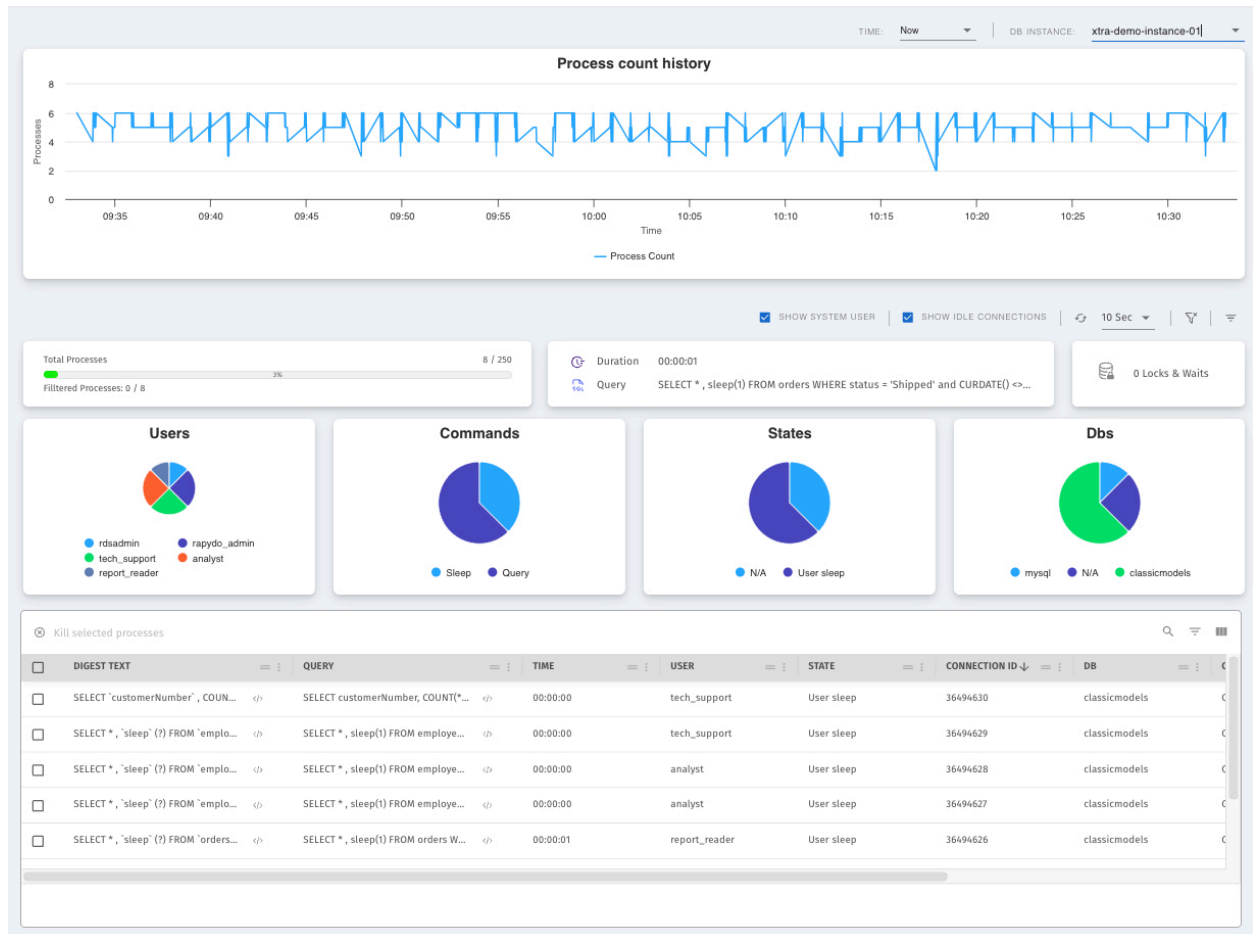 TIME: Now DB INSTANCE: xtra-demo-instance-01
Process count history
8
6
4
2
0
Processes
09:35 09:40 09:45 09:50 09:55 10:00 10:05 10:10 10:15 10:20 10:25 10:30
Time
Process Count
SHOW SYSTEM USER SHOW IDLE CONNECTIONS 10 Sec
Total Processes 8 / 250
3%
Filltered Processes: 0 / 8
Duration 00:00:01
SQL Query SELECT * , sleep(1) FROM orders WHERE status = 'Shipped' and CURDATE() <>...
0 Locks & Waits
Users
rdsadmin rapydo_admin
tech_support analyst
report_reader
Commands
Sleep Query
States
N/A User sleep
Dbs
mysql N/A classicmodels
Kill selected processes
DIGEST TEXT QUERY TIME USER STATE CONNECTION ID DB
SELECT `customerNumber` , COUN... </> SELECT customerNumber, COUNT(*... </> 00:00:00 tech_support User sleep 36494630 classicmodels
SELECT * , `sleep` (?) FROM `emplo... </> SELECT * , sleep(1) FROM employe... </> 00:00:00 tech_support User sleep 36494629 classicmodels
SELECT * , `sleep` (?) FROM `emplo... </> SELECT * , sleep(1) FROM employe... </> 00:00:00 analyst User sleep 36494628 classicmodels
SELECT * , `sleep` (?) FROM `emplo... </> SELECT * , sleep(1) FROM employe... </> 00:00:00 analyst User sleep 36494627 classicmodels
SELECT * , `sleep` (?) FROM `orders... </> SELECT * , sleep(1) FROM orders W... </> 00:00:01 report_reader User sleep 36494626 classicmodels